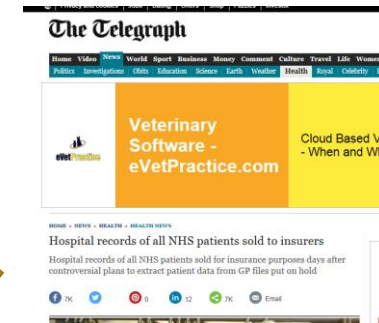 The Telegraph
Home Video News World Sport Business Money Comment Culture Travel Life Women
Politics Investigations Obits Education Science Earth Weather Health Royal Celebrity
Veterinary
Software -
eVetPractice.com
eVetPractice
Cloud Based V
- When and W
HOME » NEWS » HEALTH » HEALTH NEWS
Hospital records of all NHS patients sold to insurers
Hospital records of all NHS patients sold for insurance purposes days after
controversial plans to extract patient data from GP files put on hold
7K 0 12 7K Email